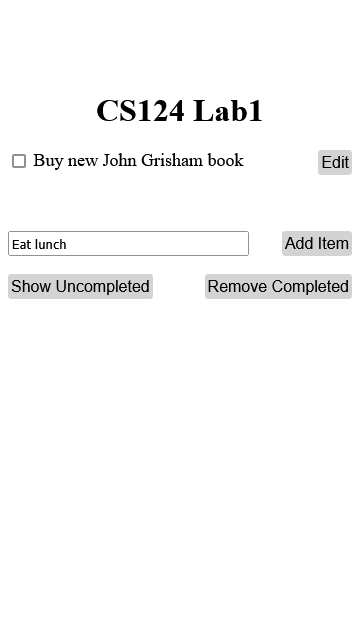 CS124 Lab1
Buy new John Grisham book Edit
Eat lunch Add Item
Show Uncompleted Remove Completed